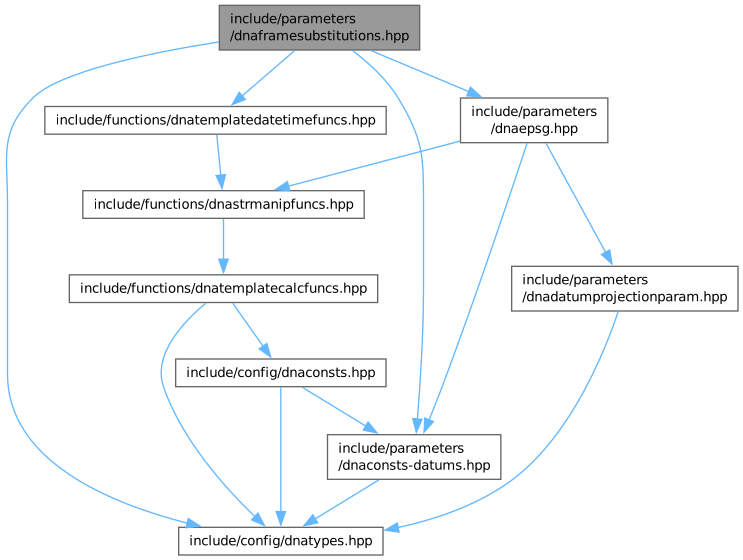 include/parameters
/dnaframesubstitutions.hpp
include/functions/dnatemplatedatetimefuncs.hpp
include/parameters
/dnaepsg.hpp
include/functions/dnastrmanipfuncs.hpp
include/functions/dnatemplatecalcfuncs.hpp
include/parameters
/dnadatumprojectionparam.hpp
include/config/dnaconsts.hpp
include/parameters
/dnaconsts-datums.hpp
include/config/dnatypes.hpp